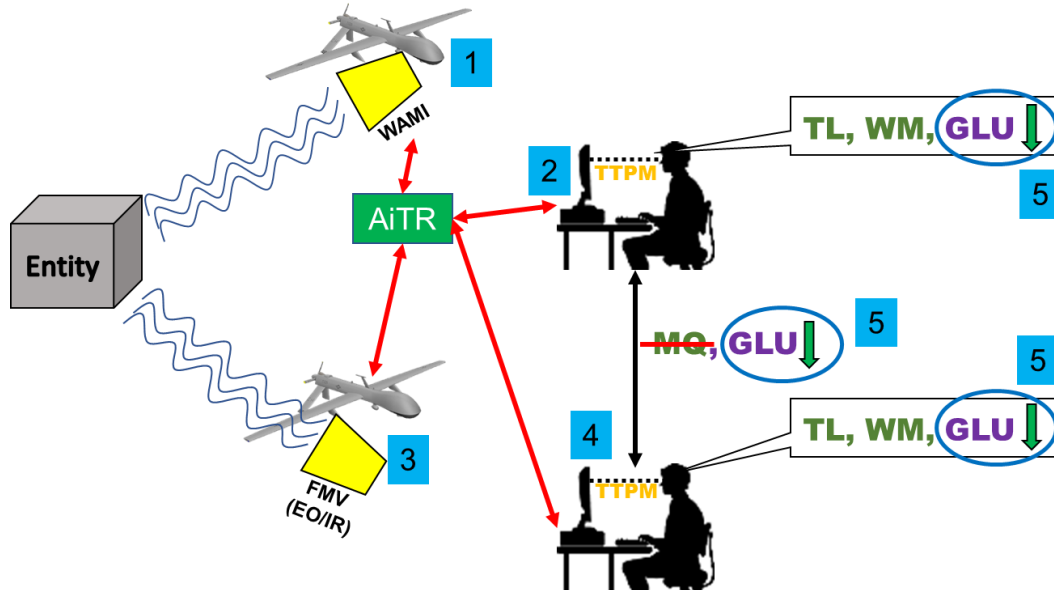 1
WAMI
TL, WM, GLU
5
2
TTPM
AiTR
Entity
5
MQ, GLU
5
TL, WM, GLU
4
TTPM
3
FMV
(EO/IR)